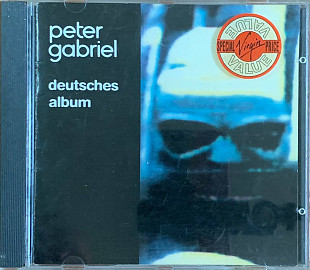 peter
gabriel
deutsches
album
VALUE
SPECIAL Virgin PRICE
VALUE